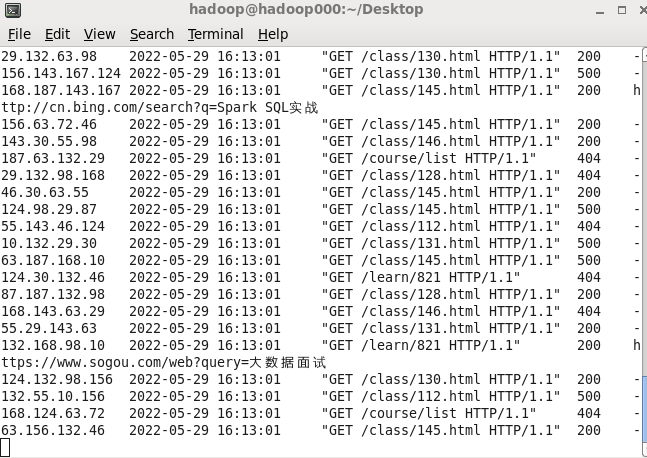 hadoop@hadoop000:~/Desktop
File Edit View Search Terminal Help
29.132.63.98 2022-05-29 16:13:01 "GET /class/130.html HTTP/1.1" 200 -
156.143.167.124 2022-05-29 16:13:01 "GET /class/130.html HTTP/1.1" 500 -
168.187.143.167 2022-05-29 16:13:01 "GET /class/145.html HTTP/1.1" 200 h
ttp://cn.bing.com/search?q=Spark SQL实战
156.63.72.46 2022-05-29 16:13:01 "GET /class/145.html HTTP/1.1" 200 -
143.30.55.98 2022-05-29 16:13:01 "GET /class/146.html HTTP/1.1" 200 -
187.63.132.29 2022-05-29 16:13:01 "GET /course/list HTTP/1.1" 404 -
29.132.98.168 2022-05-29 16:13:01 "GET /class/128.html HTTP/1.1" 404 -
46.30.63.55 2022-05-29 16:13:01 "GET /class/145.html HTTP/1.1" 200 -
124.98.29.87 2022-05-29 16:13:01 "GET /class/145.html HTTP/1.1" 500 -
55.143.46.124 2022-05-29 16:13:01 "GET /class/112.html HTTP/1.1" 404 -
10.132.29.30 2022-05-29 16:13:01 "GET /class/131.html HTTP/1.1" 500 -
63.187.168.10 2022-05-29 16:13:01 "GET /class/145.html HTTP/1.1" 500 -
124.30.132.46 2022-05-29 16:13:01 "GET /learn/821 HTTP/1.1" 404 -
87.187.132.98 2022-05-29 16:13:01 "GET /class/128.html HTTP/1.1" 200 -
168.143.63.29 2022-05-29 16:13:01 "GET /class/146.html HTTP/1.1" 404 -
55.29.143.63 2022-05-29 16:13:01 "GET /class/131.html HTTP/1.1" 200 -
132.168.98.10 2022-05-29 16:13:01 "GET /learn/821 HTTP/1.1" 200 h
ttps://www.sogou.com/web?query=大数据面试
124.132.98.156 2022-05-29 16:13:01 "GET /class/130.html HTTP/1.1" 200 -
132.55.10.156 2022-05-29 16:13:01 "GET /class/112.html HTTP/1.1" 500 -
168.124.63.72 2022-05-29 16:13:01 "GET /course/list HTTP/1.1" 404 -
63.156.132.46 2022-05-29 16:13:01 "GET /class/145.html HTTP/1.1" 200 -